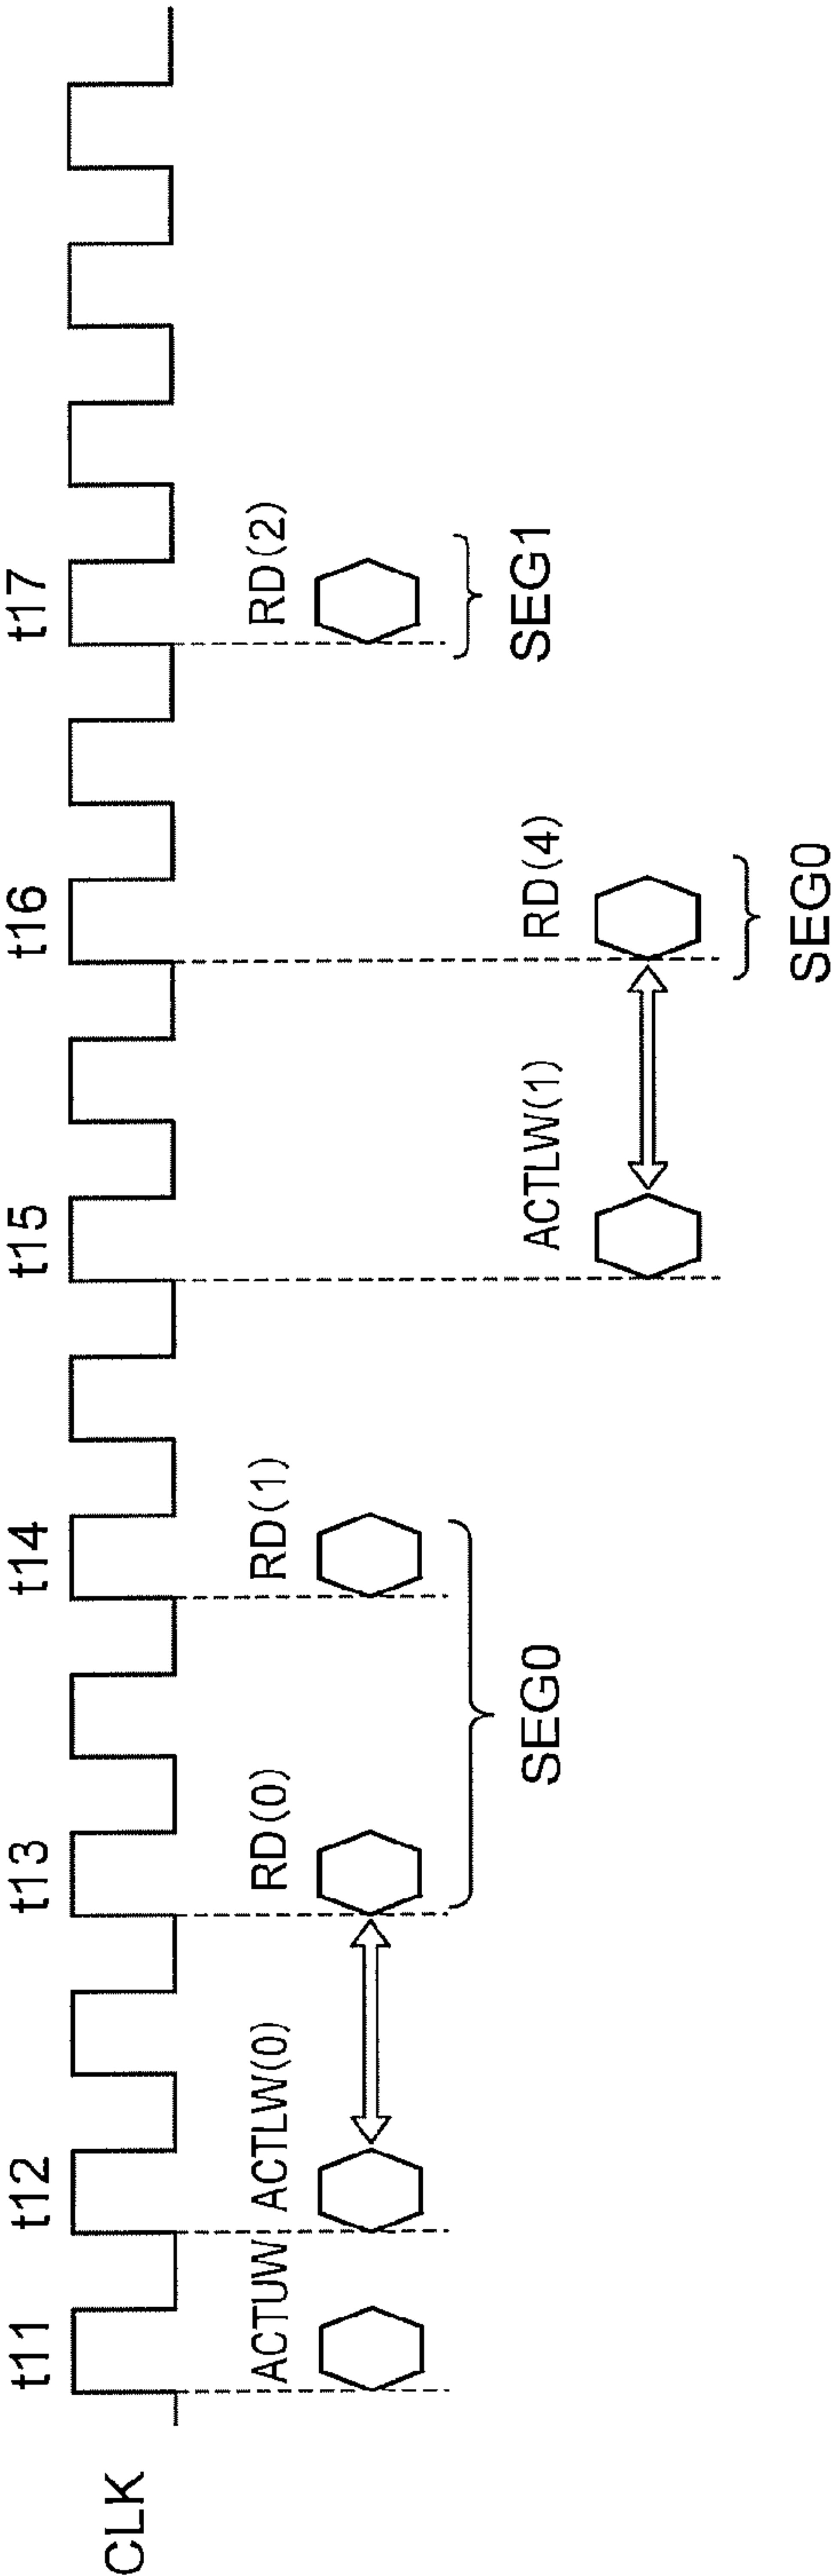 CLK t11 t12 t13 t14 t15 t16 t17
ACTUW ACTLW(0) RD(0) RD(1) RD(2)
SEG0 SEG1
ACTLW(1) RD(4)
SEG0